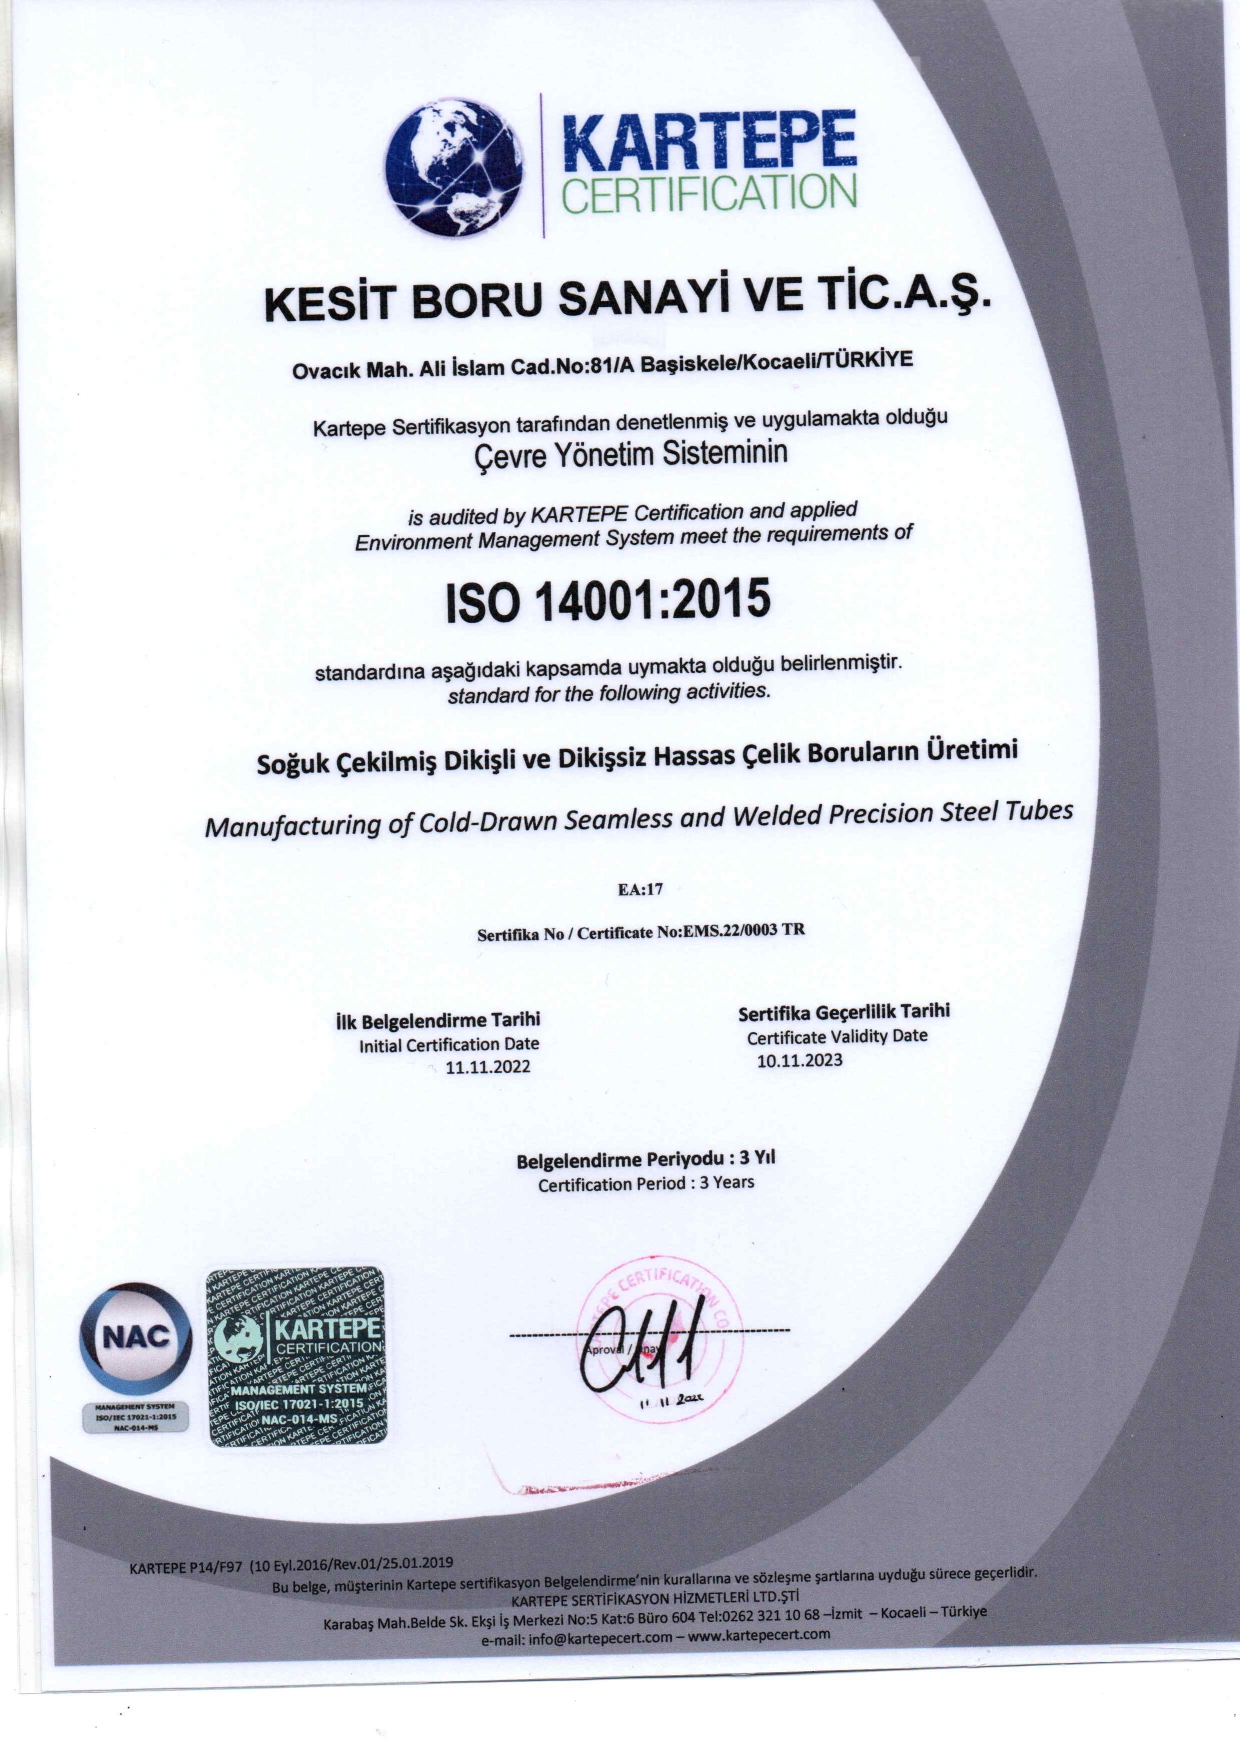 KARTEPE
CERTIFICATION
KESİT BORU SANAYİ VE TİC.A.Ş.
Ovacık Mah. Ali İslam Cad.No:81/A Başiskele/Kocaeli/TÜRKİYE
Kartepe Sertifikasyon tarafından denetlenmiş ve uygulamakta olduğu
Çevre Yönetim Sisteminin
is audited by KARTEPE Certification and applied
Environment Management System meet the requirements of
ISO 14001:2015
standardına aşağıdaki kapsamda uymakta olduğu belirlenmiştir.
standard for the following activities.
Soğuk Çekilmiş Dikişli ve Dikişsiz Hassas Çelik Boruların Üretimi
Manufacturing of Cold-Drawn Seamless and Welded Precision Steel Tubes
EA:17
Sertifika No / Certificate No:EMS.22/0003 TR
İlk Belgelendirme Tarihi
Initial Certification Date
11.11.2022
Sertifika Geçerlilik Tarihi
Certificate Validity Date
10.11.2023
Belgelendirme Periyodu : 3 Yıl
Certification Period : 3 Years
NAC
MANAGEMENT SYSTEM
ISO/IEC 17021-1:2015
NAC-014-MS
KARTEPE
CERTIFICATION
MANAGEMENT SYSTEM
ISO/IEC 17021-1:2015
NAC-014-MS
CERTIFICATION CO
11 11 2022
KARTEPE P14/F97 (10 Eyl.2016/Rev.01/25.01.2019
Bu belge, müşterinin Kartepe sertifikasyon Belgelendirme'nin kurallarına ve sözleşme şartlarına uyduğu sürece geçerlidir.
KARTEPE SERTİFİKASYON HİZMETLERİ LTD.ŞTİ
Karabaş Mah.Belde Sk. Ekşi İş Merkezi No:5 Kat:6 Büro 604 Tel:0262 321 10 68 –İzmit – Kocaeli – Türkiye
e-mail: info@kartepecert.com – www.kartepecert.com